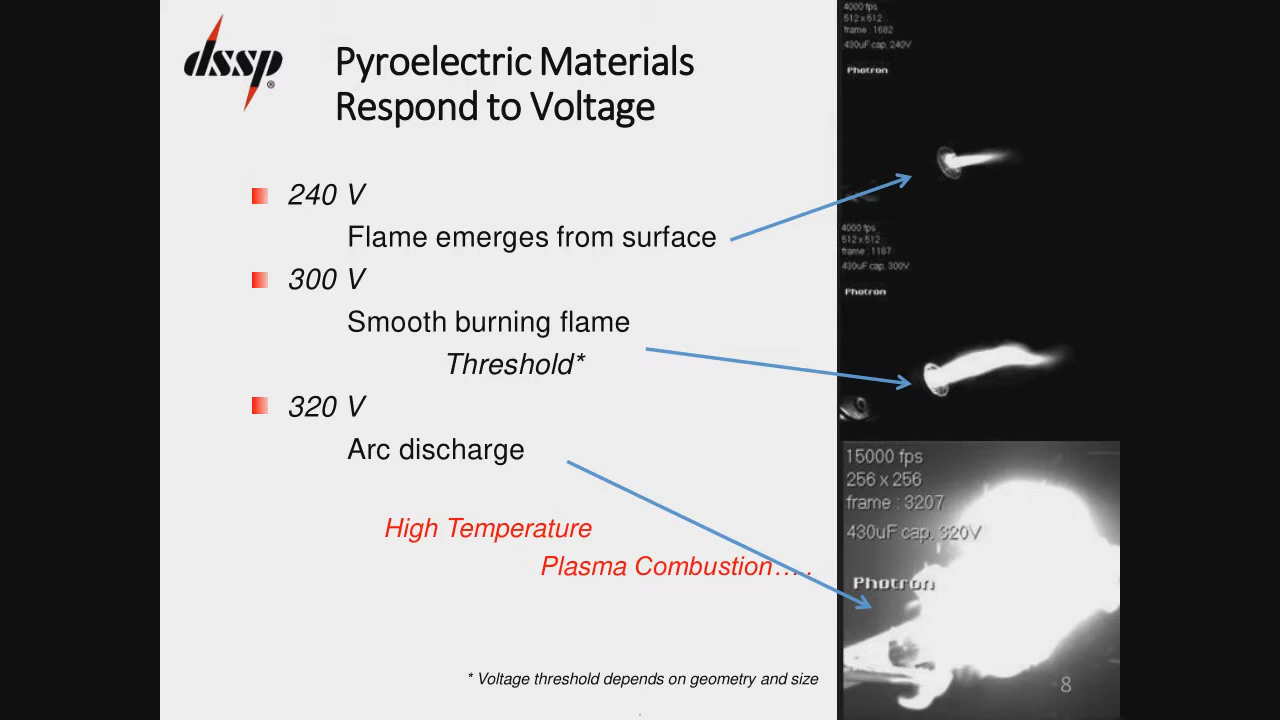 dssp®
Pyroelectric Materials
Respond to Voltage
240 V
Flame emerges from surface
300 V
Smooth burning flame
Threshold*
320 V
Arc discharge
High Temperature
Plasma Combustion….
* Voltage threshold depends on geometry and size
4000 fps
512 x 512
frame : 1682
430uF cap, 240V
Photron
4000 fps
512 x 512
frame : 1187
430uF cap, 300V
Photron
15000 fps
256 x 256
frame : 3207
430uF cap, 320V
Photron
8